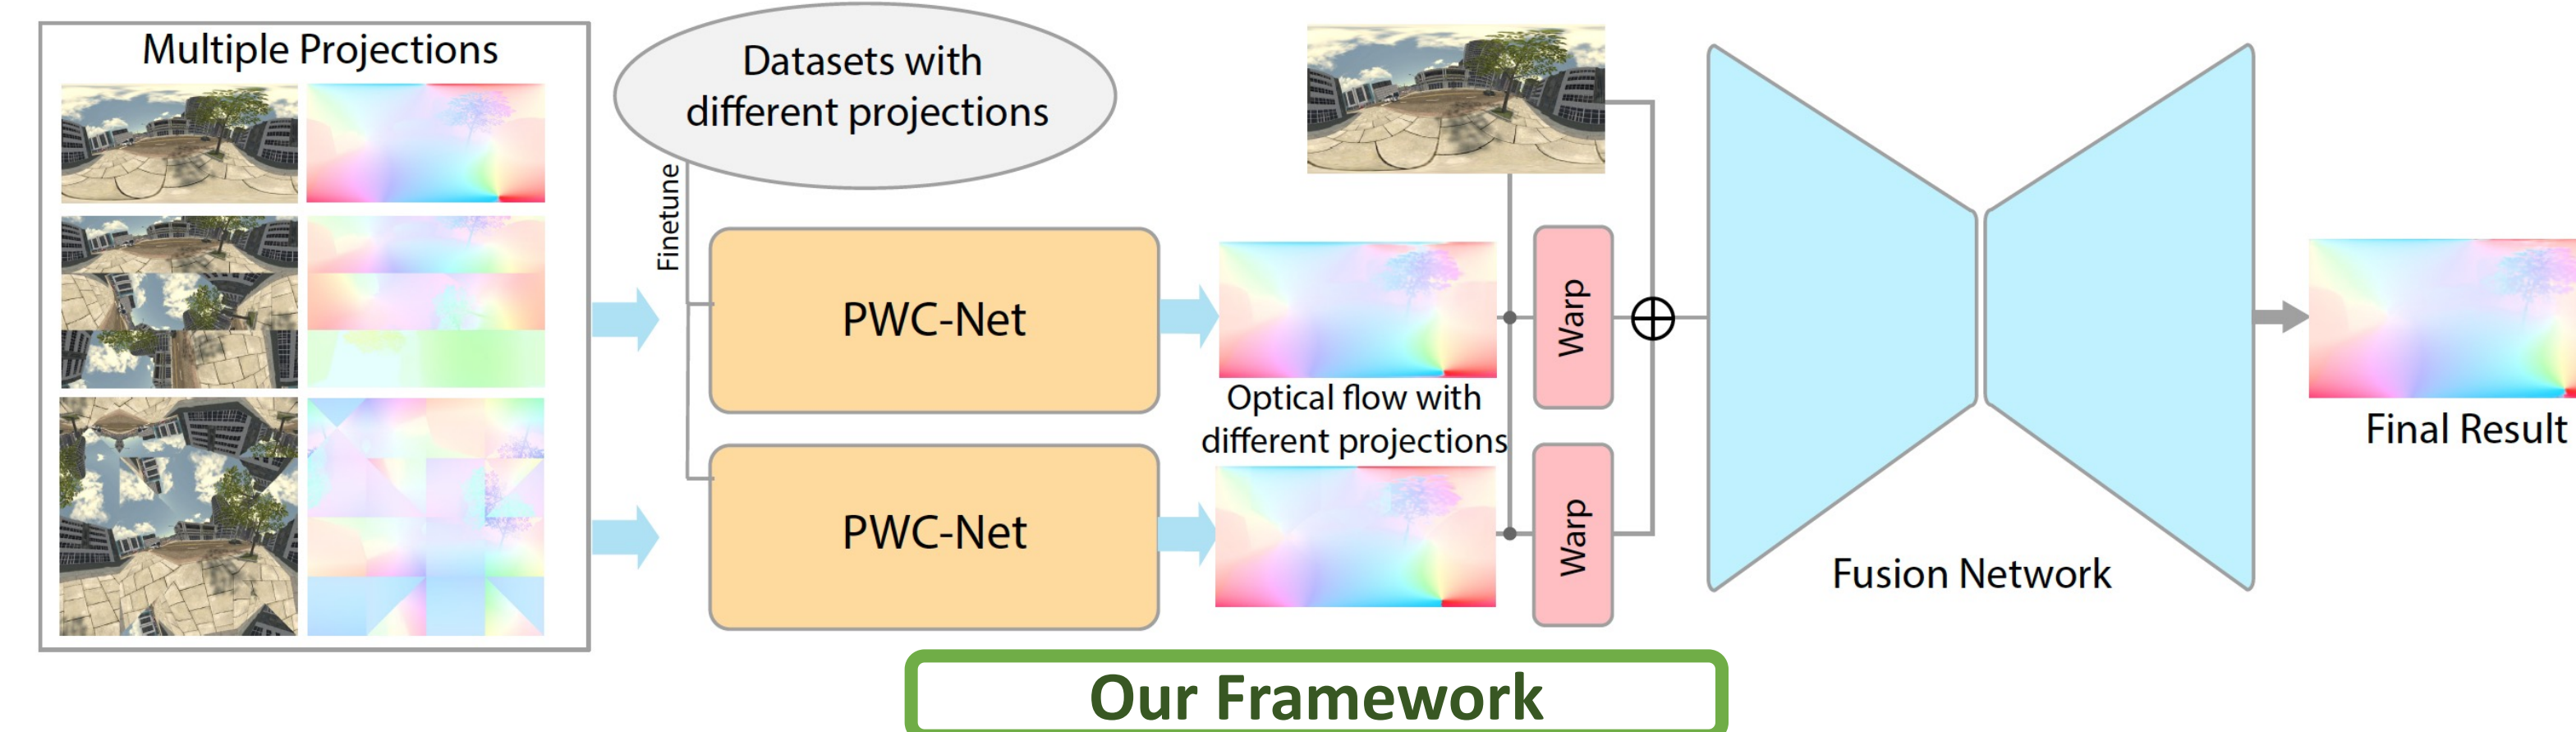 Multiple Projections
Datasets with
different projections
Finetune
PWC-Net
PWC-Net
Optical flow with
different projections
Warp
Warp
Fusion Network
Final Result
Our Framework